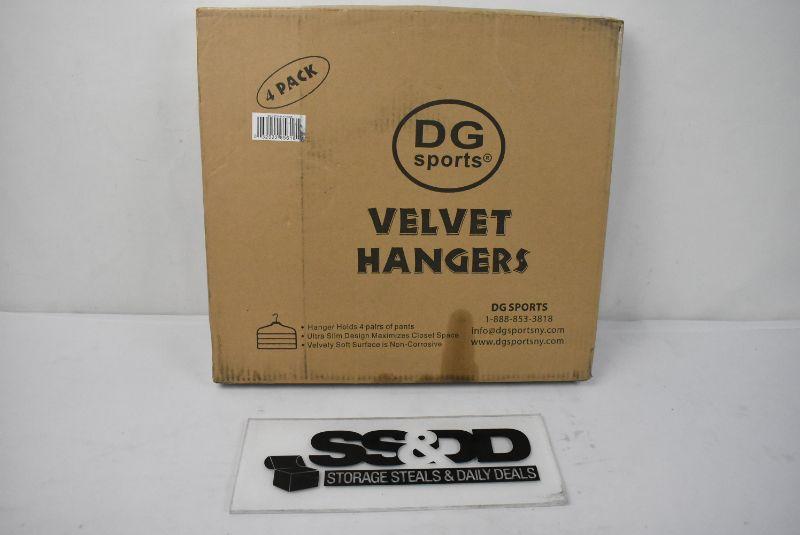 4 PACK
DG
sports®
VELVET
HANGERS
DG SPORTS
1-888-853-3818
info@dgsportsny.com
www.dgsportsny.com
• Hanger Holds 4 pairs of pants
• Ultra Slim Design Maximizes Closet Space
• Velvety Soft Surface is Non-Corrosive
SS&DD
STORAGE STEALS & DAILY DEALS